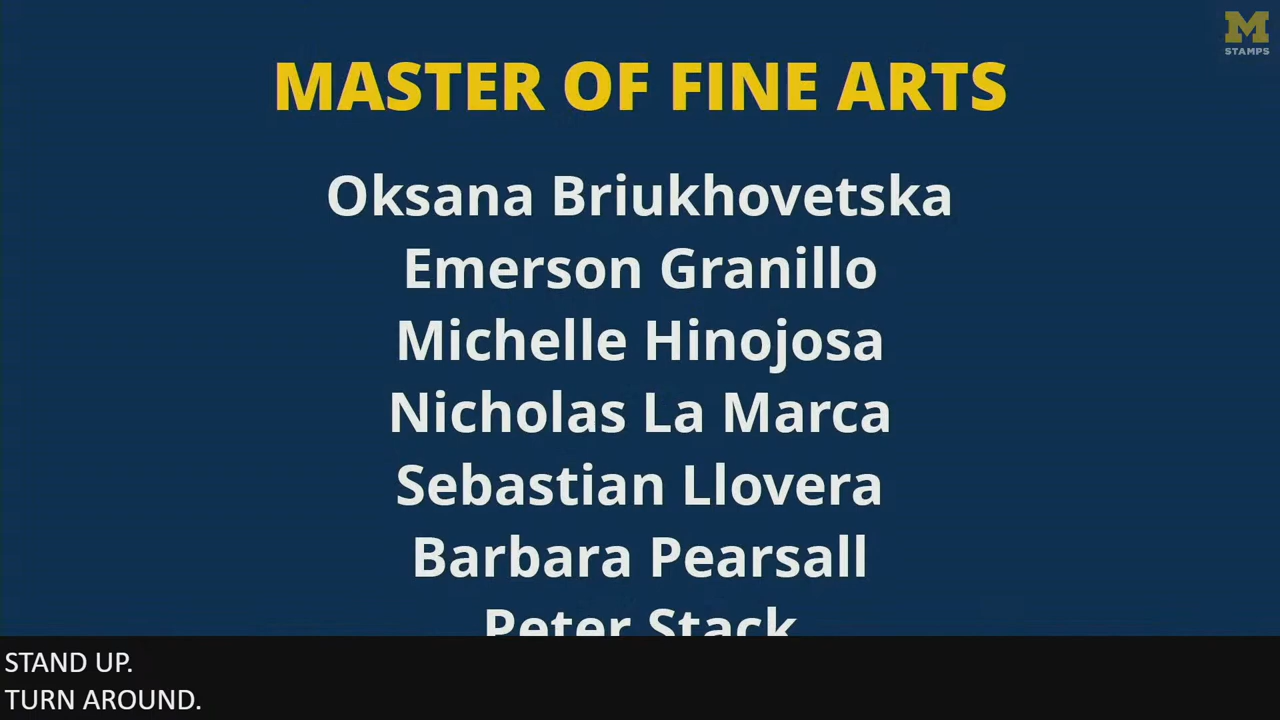 M
STAMPS
MASTER OF FINE ARTS
Oksana Briukhovetska
Emerson Granillo
Michelle Hinojosa
Nicholas La Marca
Sebastian Llovera
Barbara Pearsall
Peter Stack
STAND UP.
TURN AROUND.